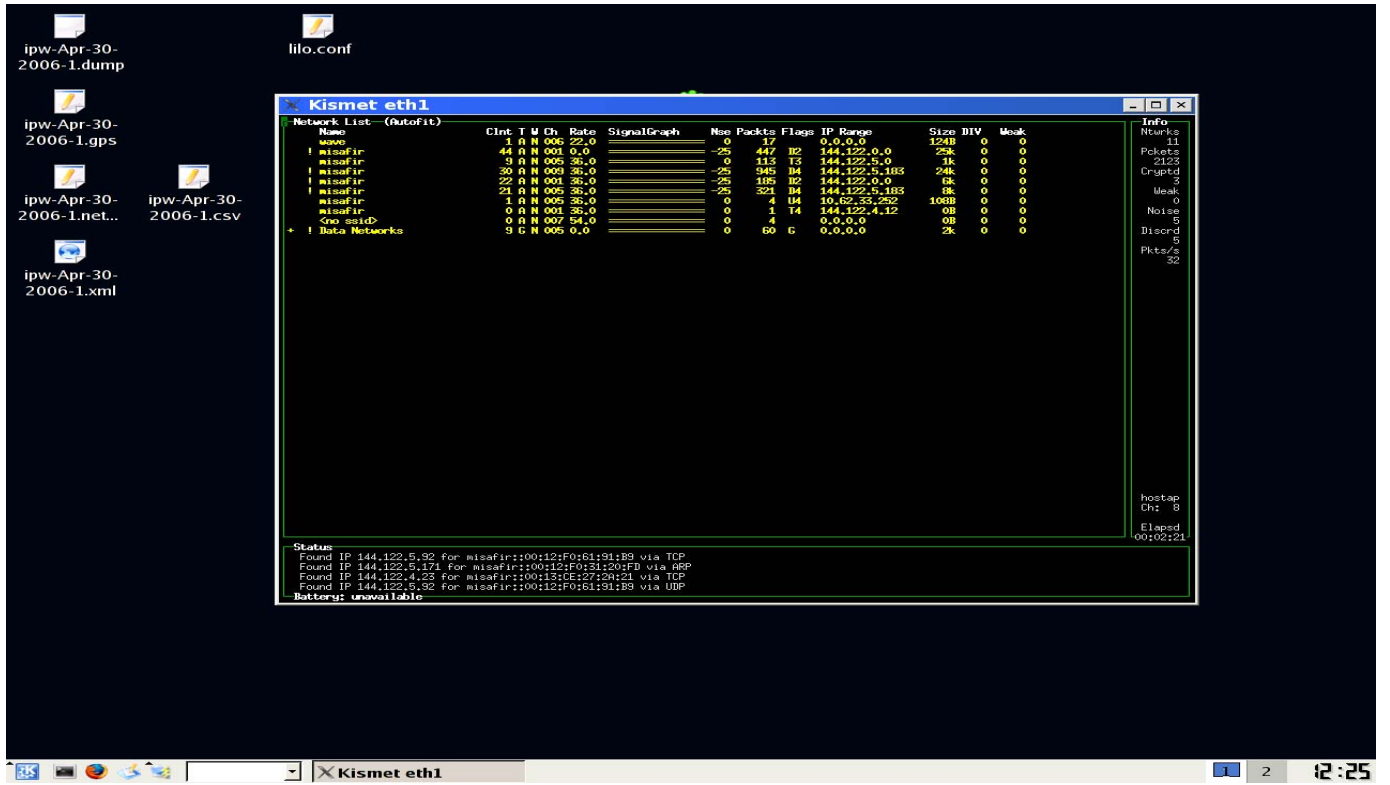 ipw-Apr-30-
2006-1.dump
lilo.conf
ipw-Apr-30-
2006-1.gps
ipw-Apr-30-
2006-1.net...
ipw-Apr-30-
2006-1.csv
ipw-Apr-30-
2006-1.xml
Kismet eth1
Network List—(Autofit)
Name Clnt T W Ch Rate SignalGraph Nse Packts Flags IP Range Size DIV Weak
wave 1 A N 006 22.0 0 17 0.0.0.0 124B 0 0
! misafir 44 A N 001 0.0 -25 447 D2 144.122.0.0 25k 0 0
misafir 9 A N 005 36.0 0 113 T3 144.122.5.0 1k 0 0
! misafir 30 A N 009 36.0 -25 945 D4 144.122.5.183 24k 0 0
! misafir 22 A N 001 36.0 -25 185 D2 144.122.0.0 6k 0 0
! misafir 21 A N 005 36.0 -25 321 D4 144.122.5.183 8k 0 0
misafir 1 A N 005 36.0 0 4 U4 10.62.33.252 108B 0 0
misafir 0 A N 001 36.0 0 1 T4 144.122.4.12 0B 0 0
<no ssid> 0 A N 007 54.0 0 4 0.0.0.0 0B 0 0
+ ! Data Networks 9 G N 005 0.0 0 60 G 0.0.0.0 2k 0 0
Info
Ntwrks
11
Pckets
2123
Cryptd
3
Weak
0
Noise
5
Discrd
5
Pkts/s
32
hostap
Ch: 8
Elapsd
00:02:21
Status
Found IP 144.122.5.92 for misafir::00:12:F0:61:91:B9 via TCP
Found IP 144.122.5.171 for misafir::00:12:F0:31:20:FD via ARP
Found IP 144.122.4.23 for misafir::00:13:CE:27:2A:21 via TCP
Found IP 144.122.5.92 for misafir::00:12:F0:61:91:B9 via UDP
Battery: unavailable
Kismet eth1
1 2 12:25